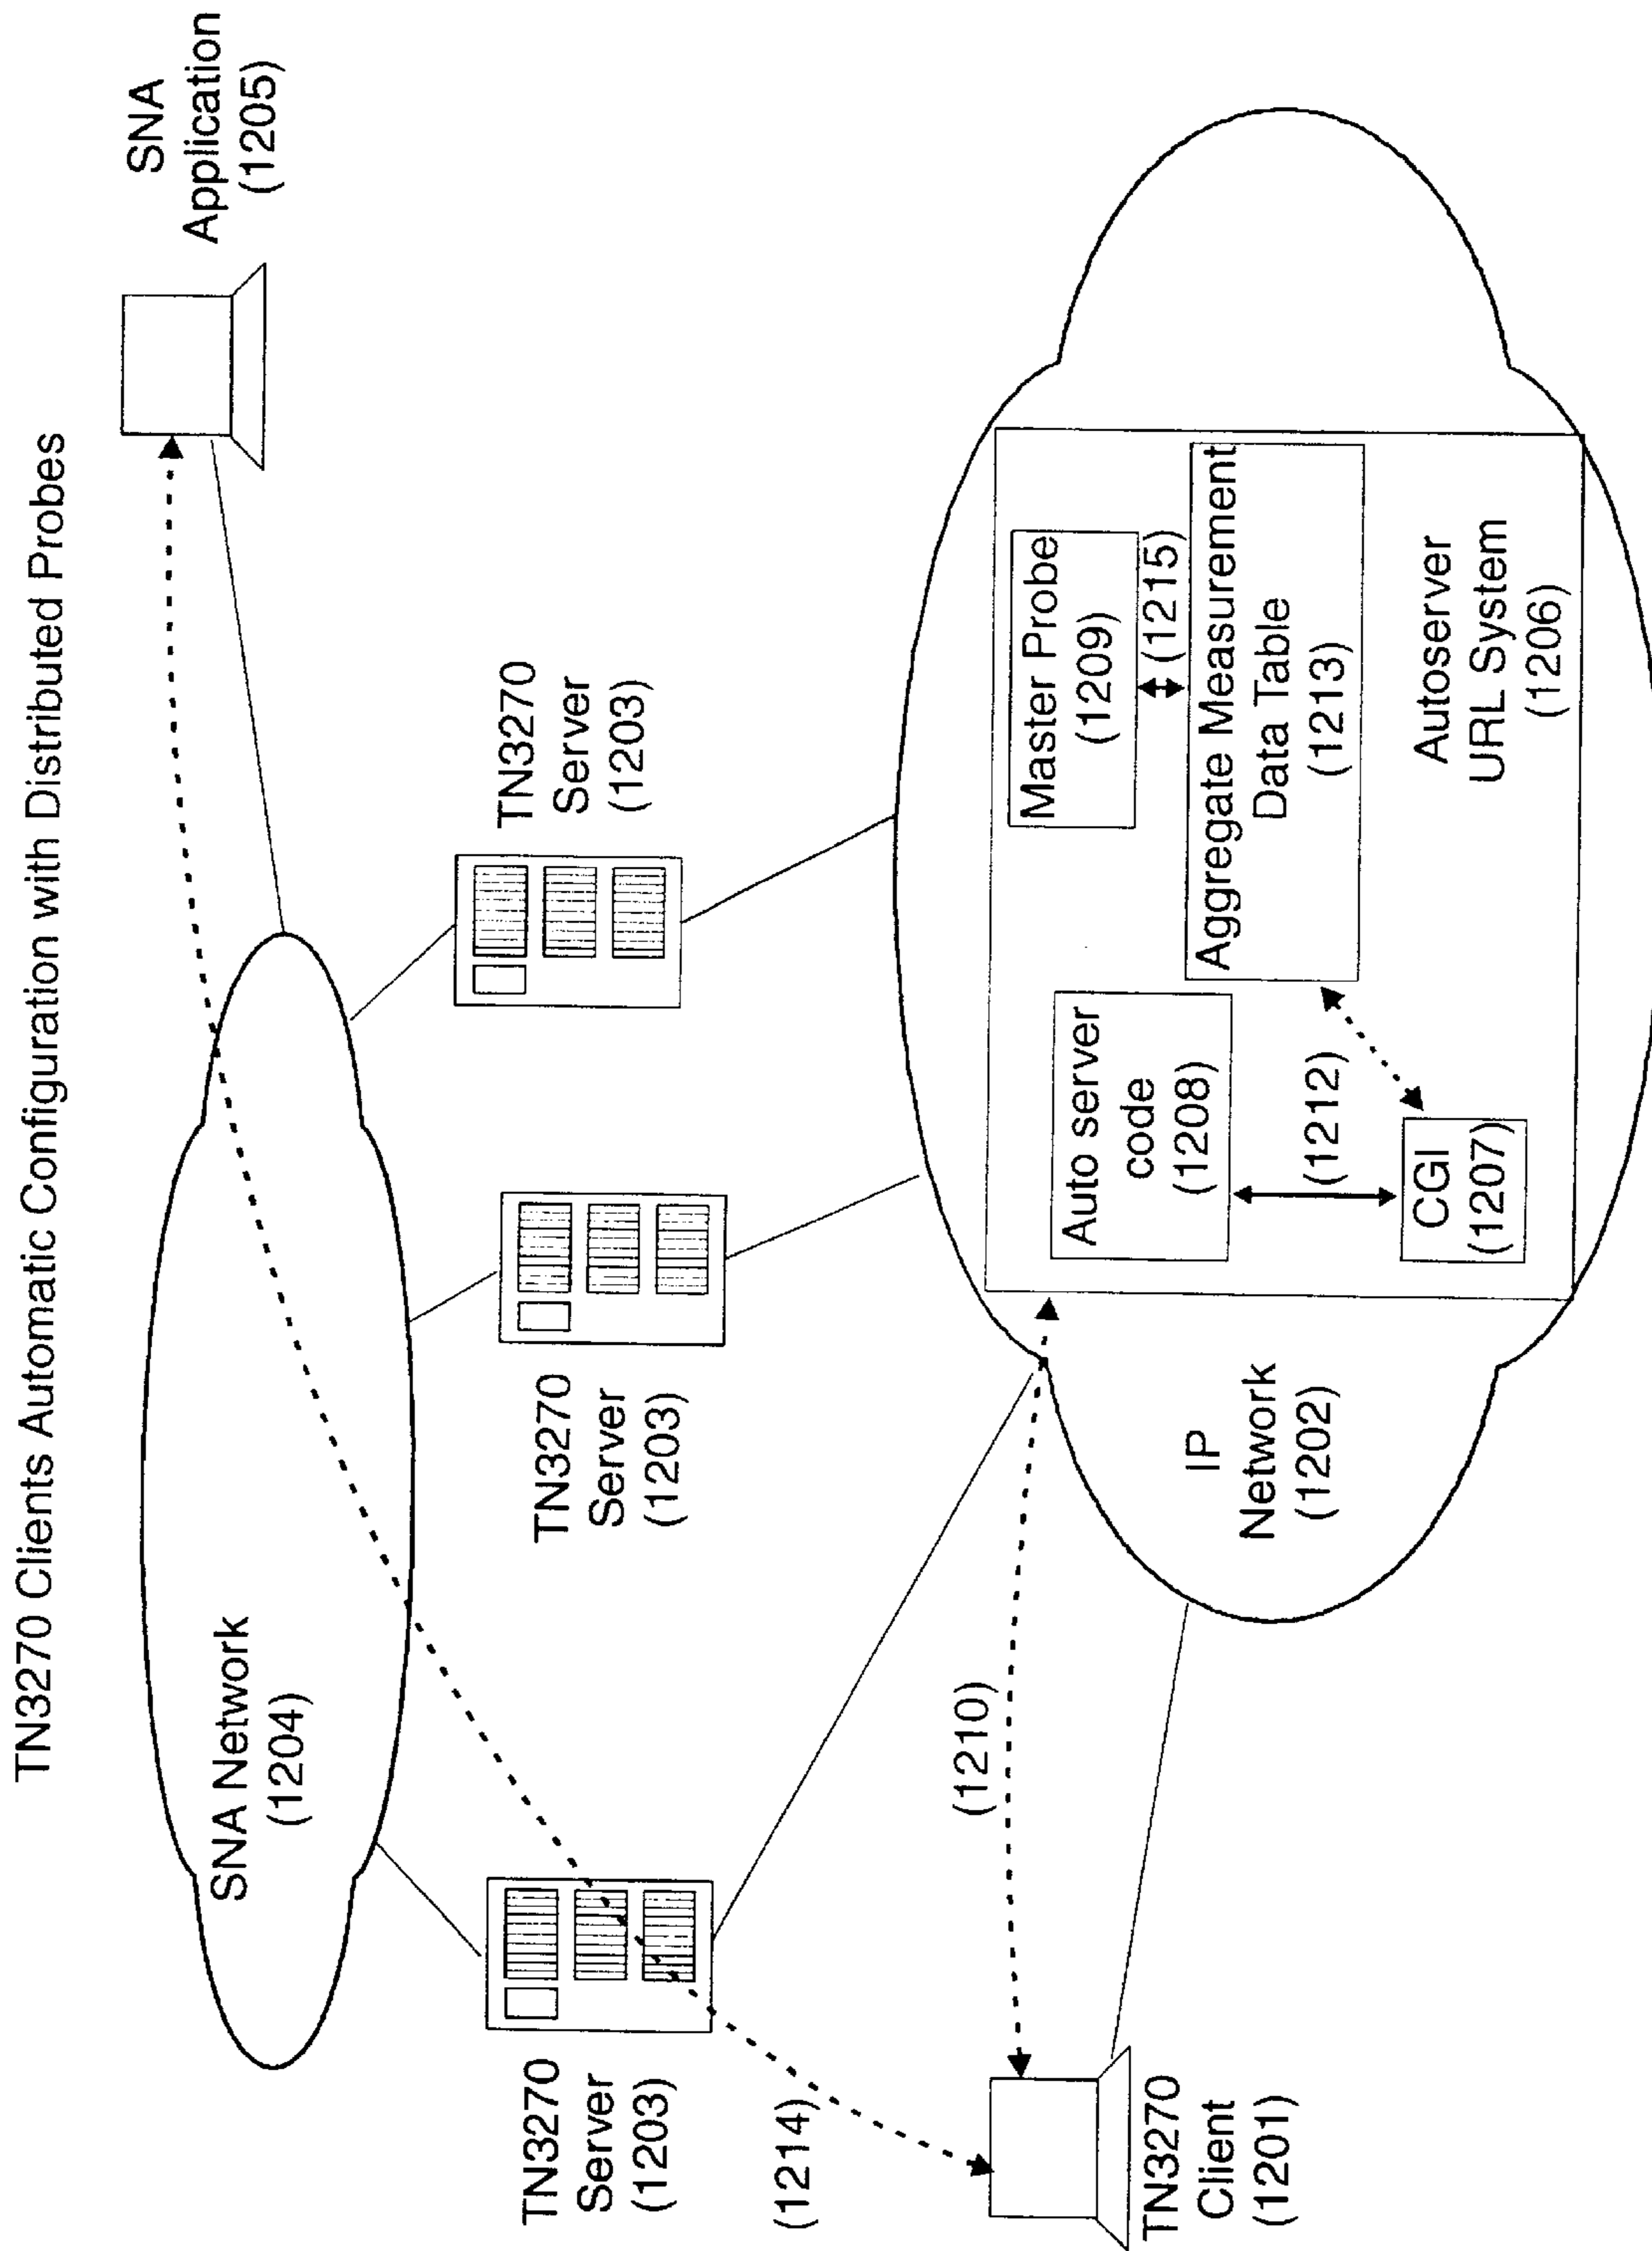 TN3270 Clients Automatic Configuration with Distributed Probes
SNA
Application
(1205)
SNA Network
(1204)
TN3270
Server
(1203)
TN3270
Server
(1203)
TN3270
Server
(1203)
(1214)
(1210)
TN3270
Client
(1201)
IP
Network
(1202)
Auto server
code
(1208)
(1212)
CGI
(1207)
Master Probe
(1209)
(1215)
Aggregate Measurement
Data Table
(1213)
Autoserver
URL System
(1206)